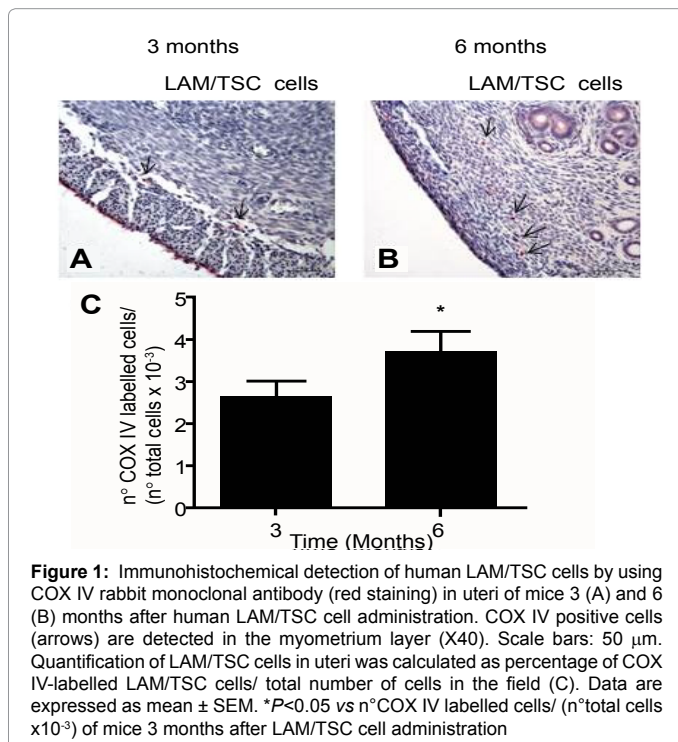 3 months 6 months
LAM/TSC cells LAM/TSC cells
A B
C
n° COX IV labelled cells/
(n° total cells x 10⁻³)
5
4
3
2
1
0
*
3 6
Time (Months)
Figure 1: Immunohistochemical detection of human LAM/TSC cells by using
COX IV rabbit monoclonal antibody (red staining) in uteri of mice 3 (A) and 6
(B) months after human LAM/TSC cell administration. COX IV positive cells
(arrows) are detected in the myometrium layer (X40). Scale bars: 50 µm.
Quantification of LAM/TSC cells in uteri was calculated as percentage of COX
IV-labelled LAM/TSC cells/ total number of cells in the field (C). Data are
expressed as mean ± SEM. *P<0.05 vs n°COX IV labelled cells/ (n°total cells
x10⁻³) of mice 3 months after LAM/TSC cell administration